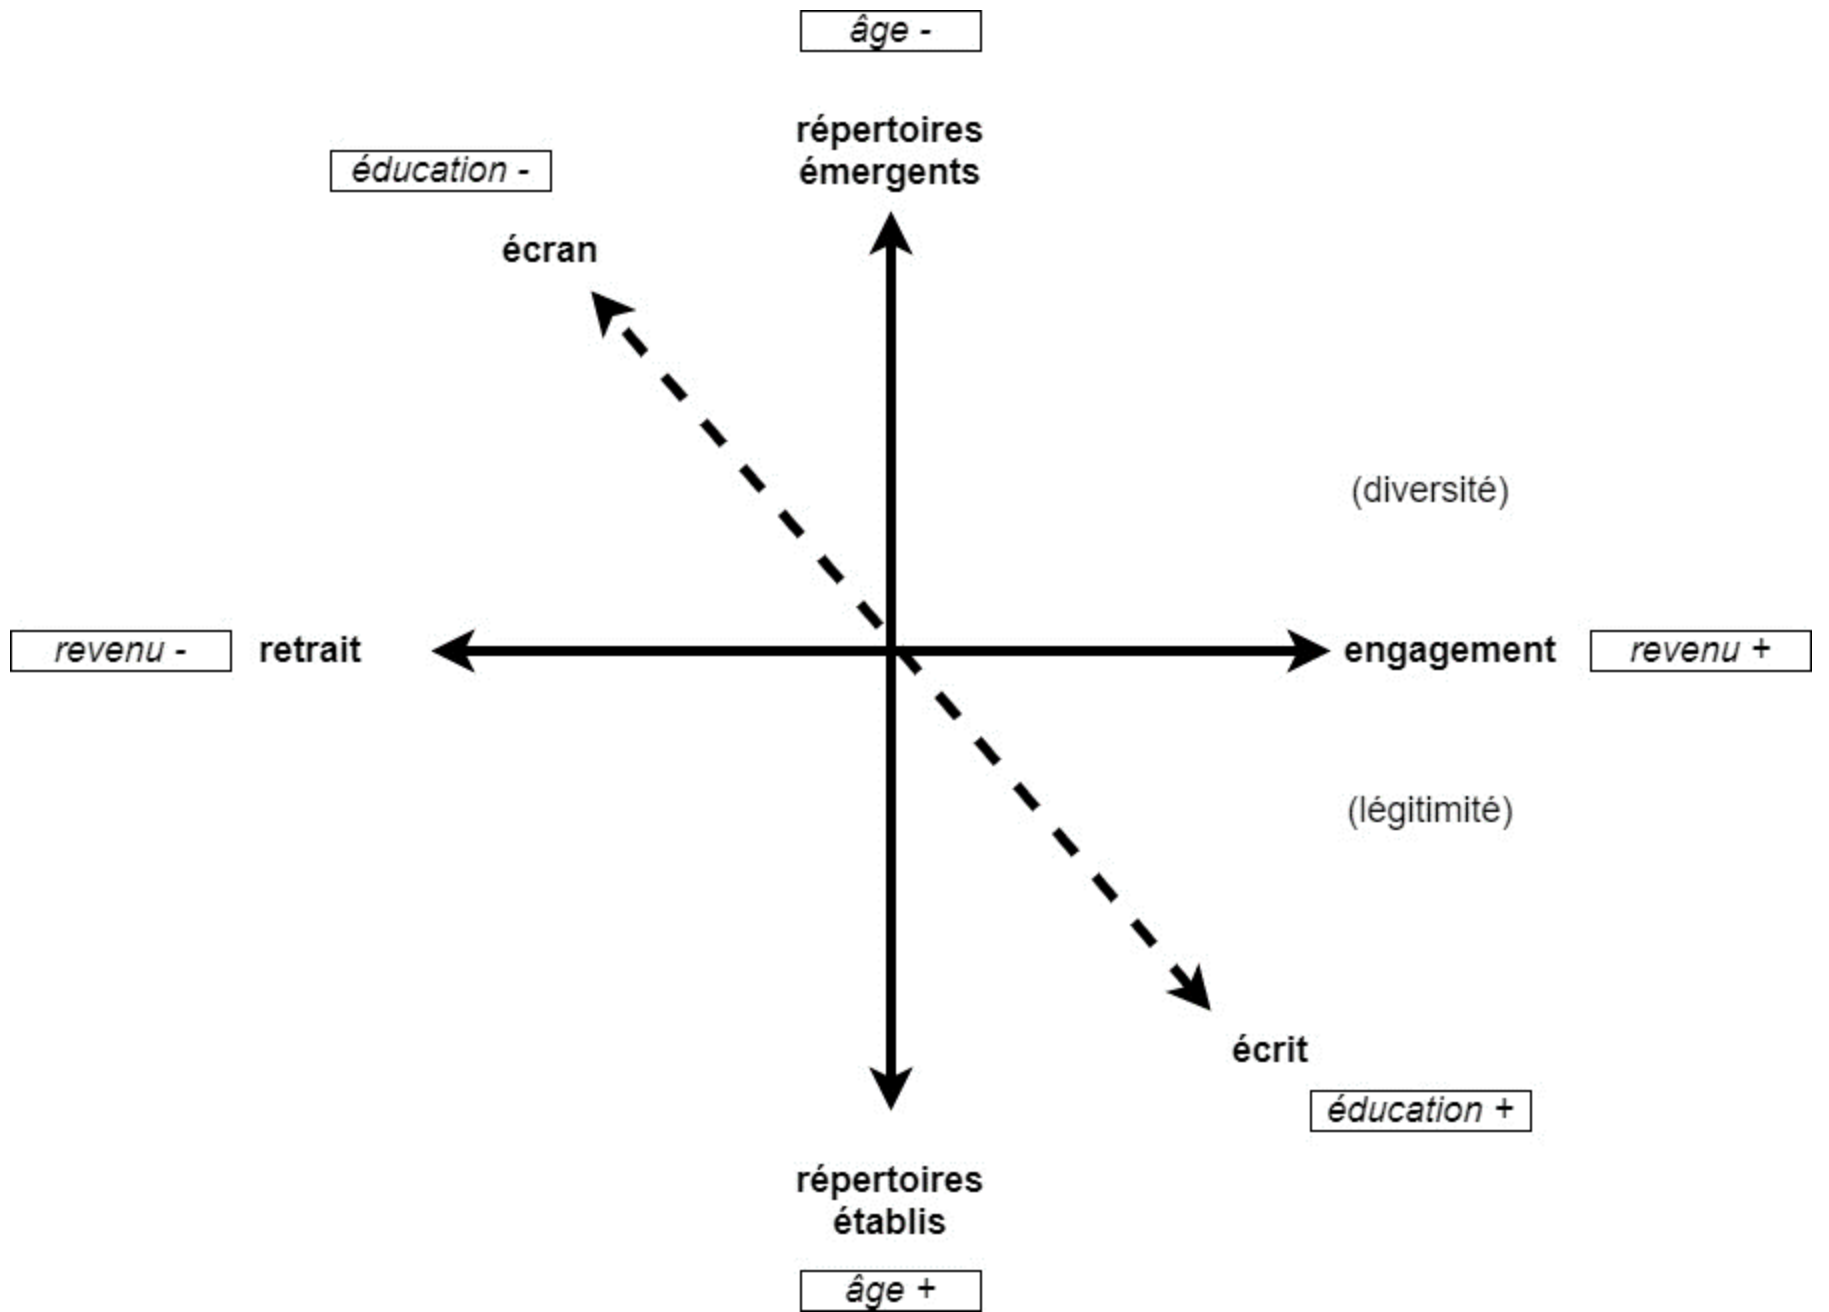 âge -
répertoires
émergents
éducation -
écran
(diversité)
revenu -
retrait
engagement
revenu +
(légitimité)
écrit
éducation +
répertoires
établis
âge +